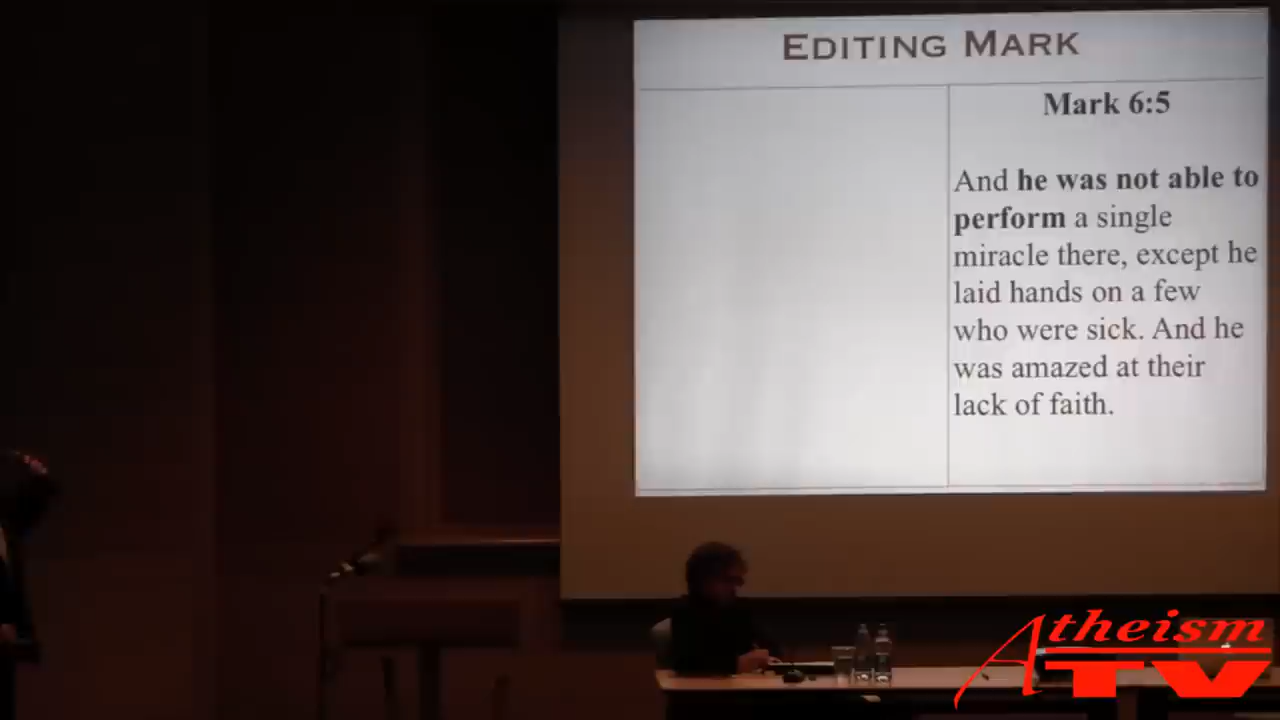 EDITING MARK
Mark 6:5
And he was not able to
perform a single
miracle there, except he
laid hands on a few
who were sick. And he
was amazed at their
lack of faith.
Atheism
TV